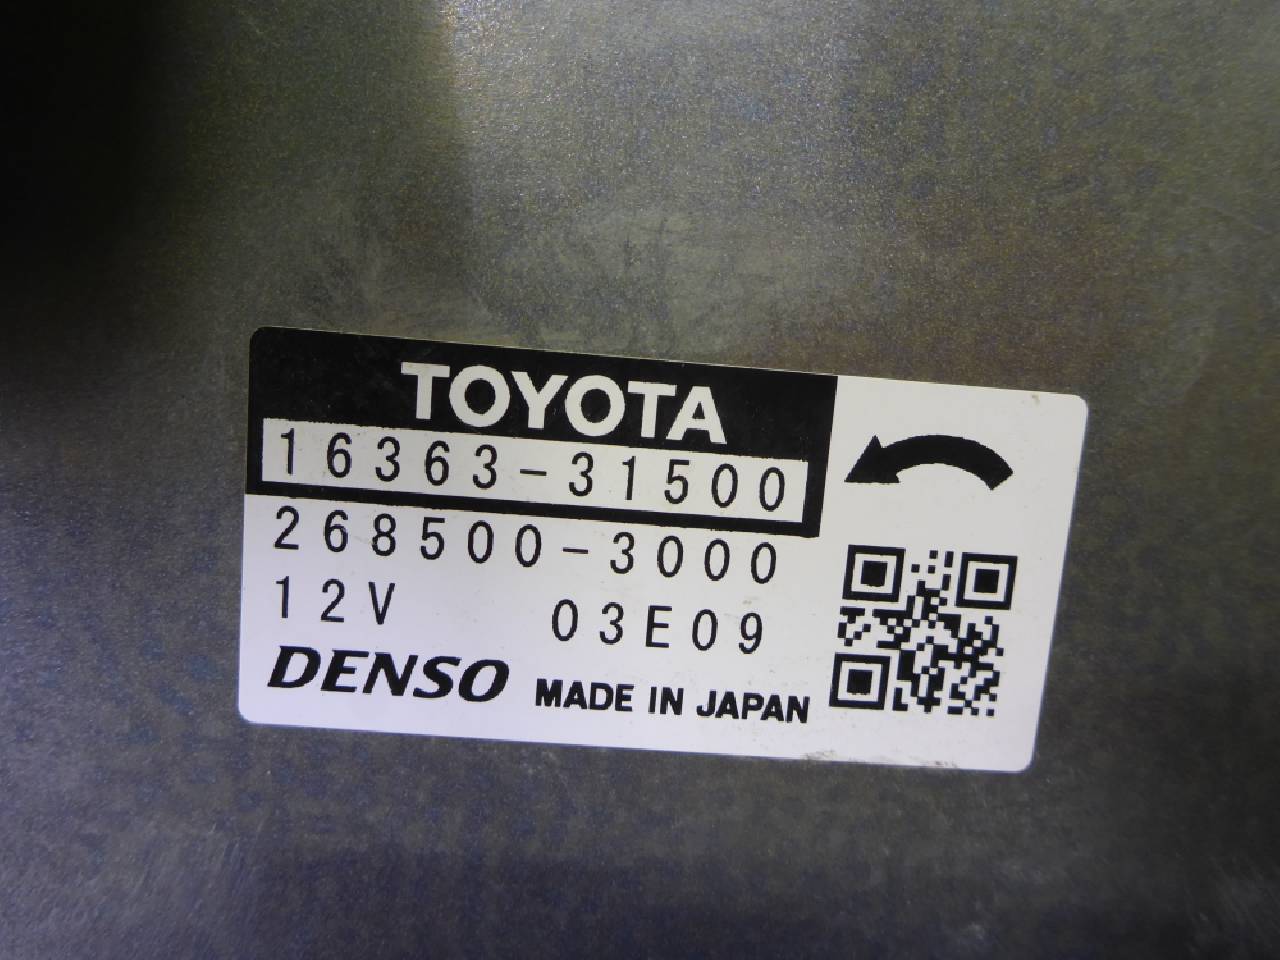 TOYOTA
16363-31500
268500-3000
12V 03E09
DENSO MADE IN JAPAN